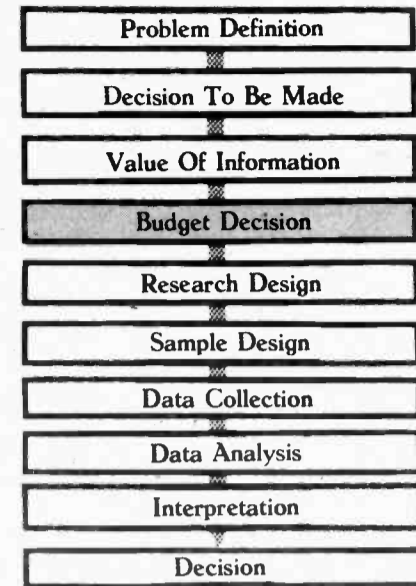 Problem Definition
Decision To Be Made
Value Of Information
Budget Decision
Research Design
Sample Design
Data Collection
Data Analysis
Interpretation
Decision